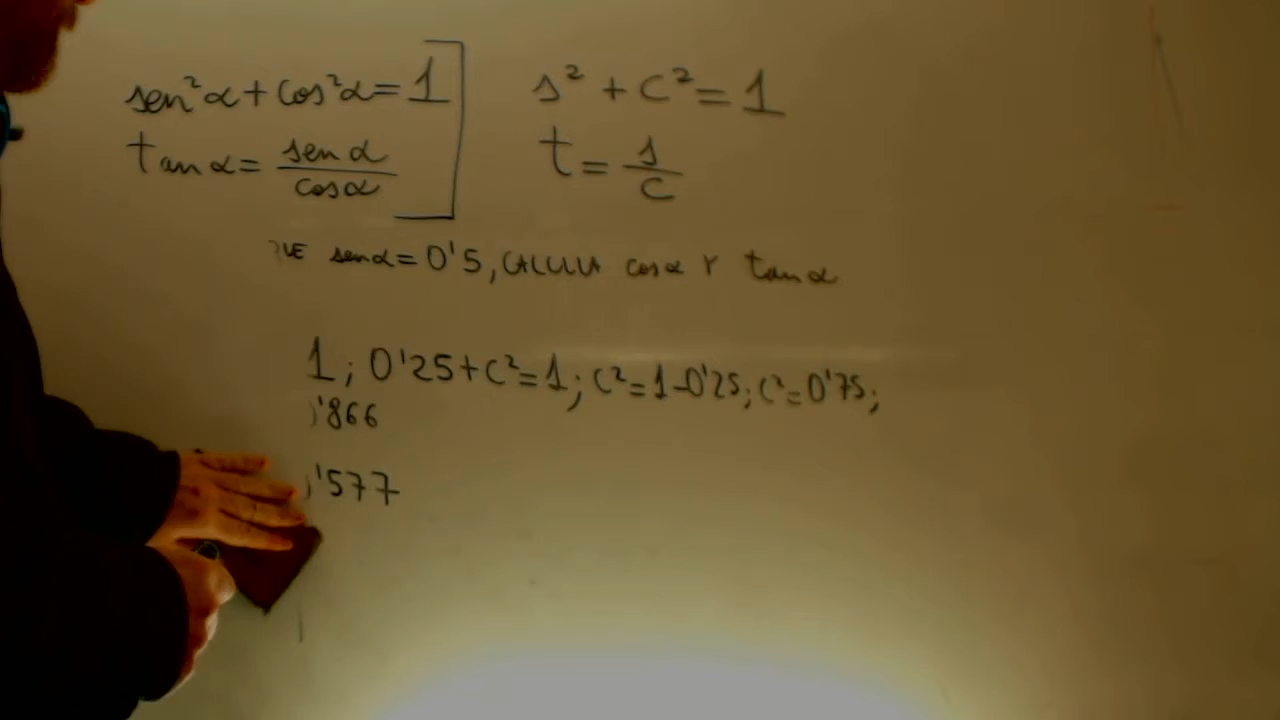 sen²α + cos²α = 1
tan α = sen α / cos α
s² + c² = 1
t = s / c
sen α = 0'5, CALCULA cos α Y tan α
1 ; 0'25 + c² = 1 ; c² = 1 - 0'25 ; c² = 0'75 ;
'866
'577